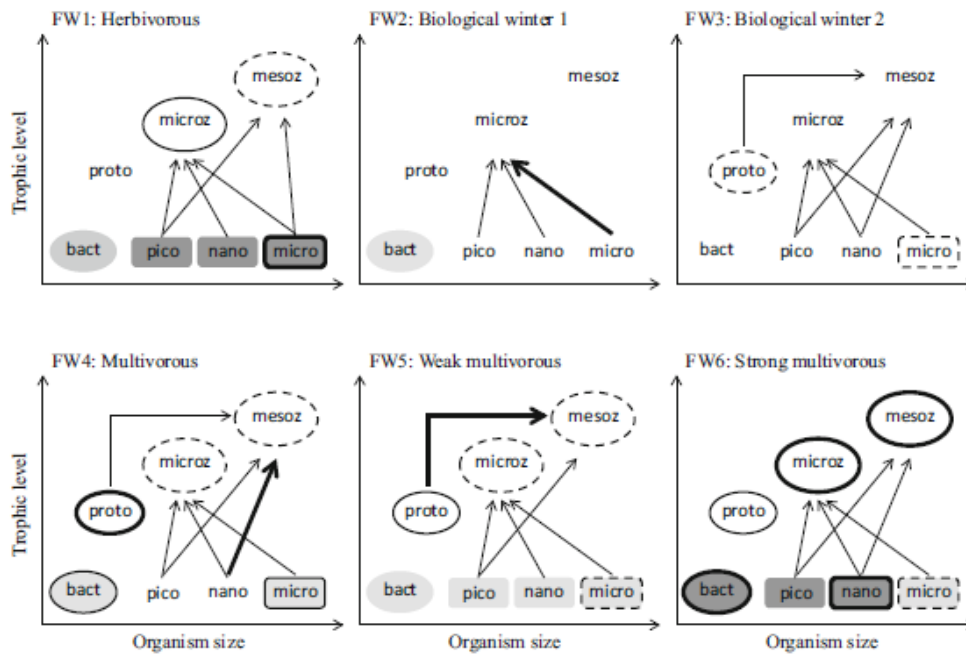 FW1: Herbivorous
FW2: Biological winter 1
FW3: Biological winter 2
Trophic level
mesoz
microz
proto
bact
pico
nano
micro
mesoz
microz
proto
bact
pico
nano
micro
mesoz
microz
proto
bact
pico
nano
micro
FW4: Multivorous
FW5: Weak multivorous
FW6: Strong multivorous
Trophic level
mesoz
microz
proto
bact
pico
nano
micro
mesoz
microz
proto
bact
pico
nano
micro
mesoz
microz
proto
bact
pico
nano
micro
Organism size
Organism size
Organism size